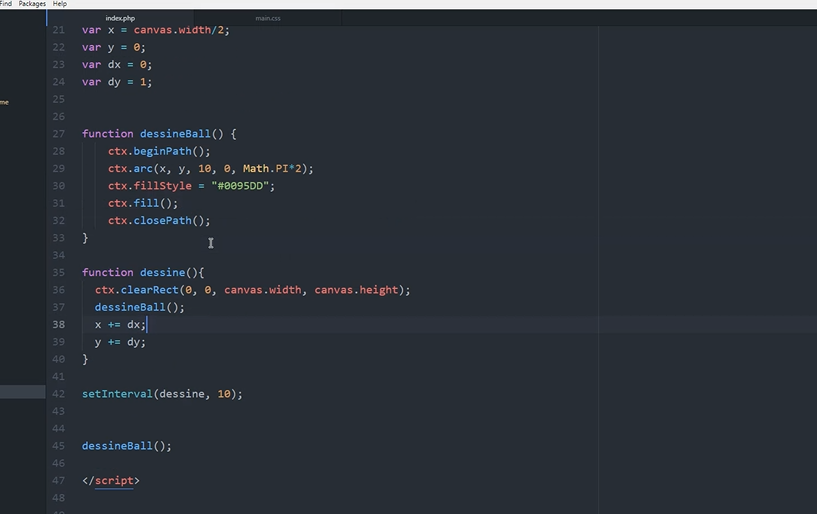 Find Packages Help
index.php main.css
me
21 var x = canvas.width/2;
22 var y = 0;
23 var dx = 0;
24 var dy = 1;
25
26
27 function dessineBall() {
28 ctx.beginPath();
29 ctx.arc(x, y, 10, 0, Math.PI*2);
30 ctx.fillStyle = "#0095DD";
31 ctx.fill();
32 ctx.closePath();
33 }
34
35 function dessine(){
36 ctx.clearRect(0, 0, canvas.width, canvas.height);
37 dessineBall();
38 x += dx;
39 y += dy;
40 }
41
42 setInterval(dessine, 10);
43
44
45 dessineBall();
46
47 </script>
48